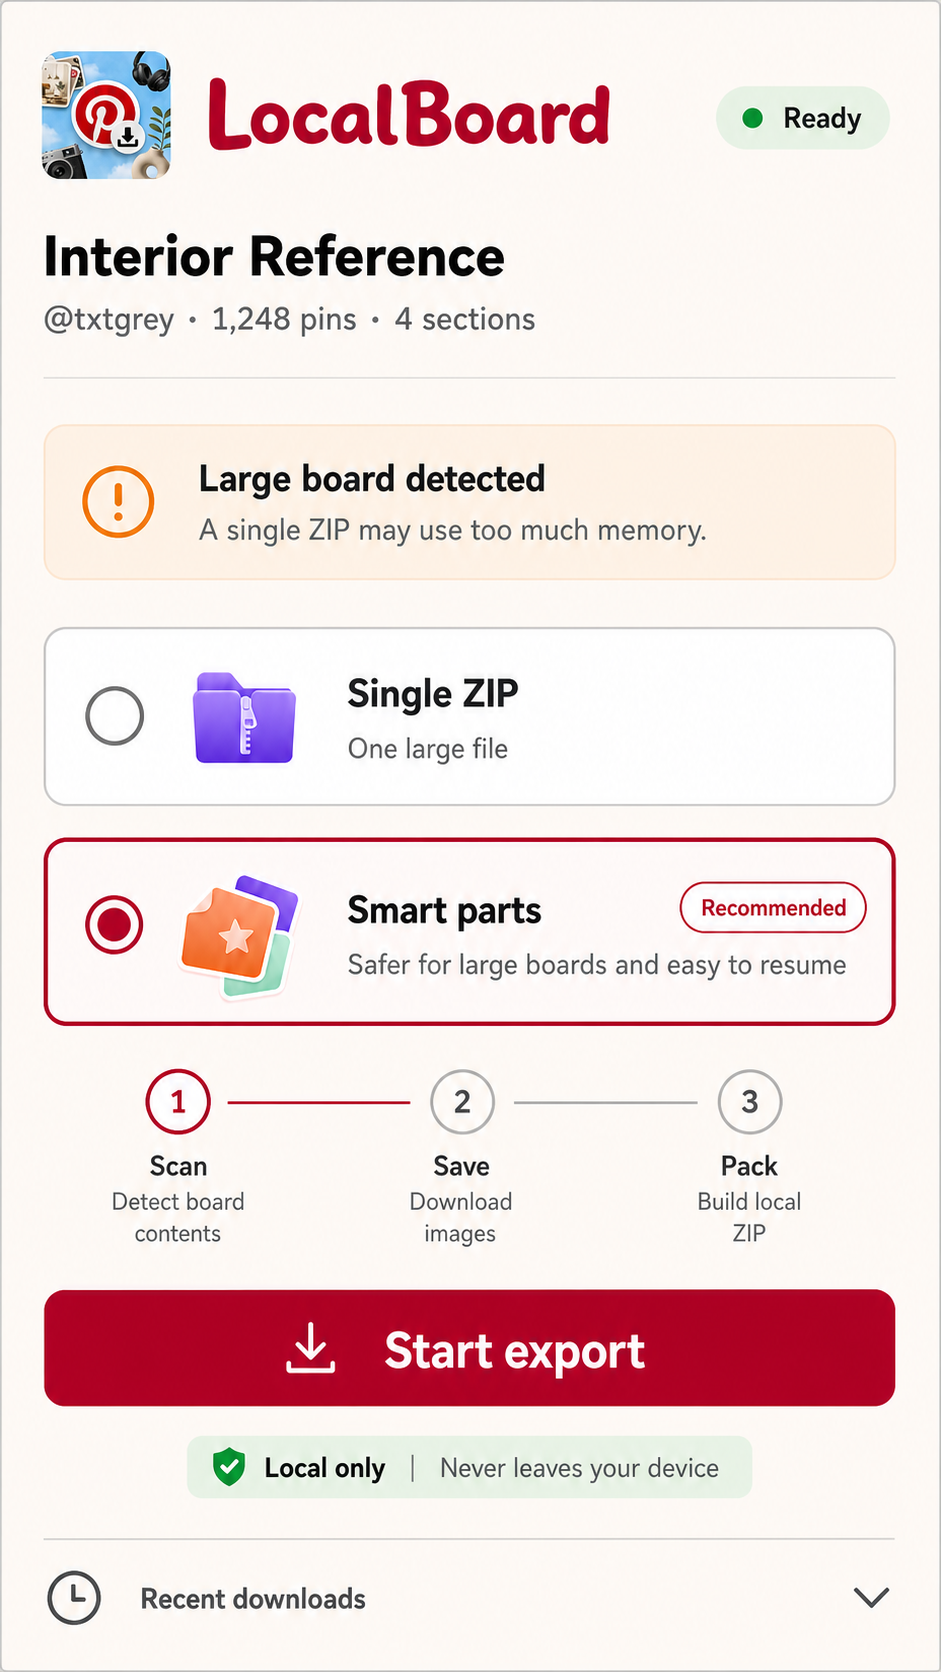 LocalBoard
Ready
Interior Reference
@txtgrey • 1,248 pins • 4 sections
Large board detected
A single ZIP may use too much memory.
Single ZIP
One large file
Smart parts
Recommended
Safer for large boards and easy to resume
1
2
3
Scan
Save
Pack
Detect board
contents
Download
images
Build local
ZIP
Start export
Local only | Never leaves your device
Recent downloads